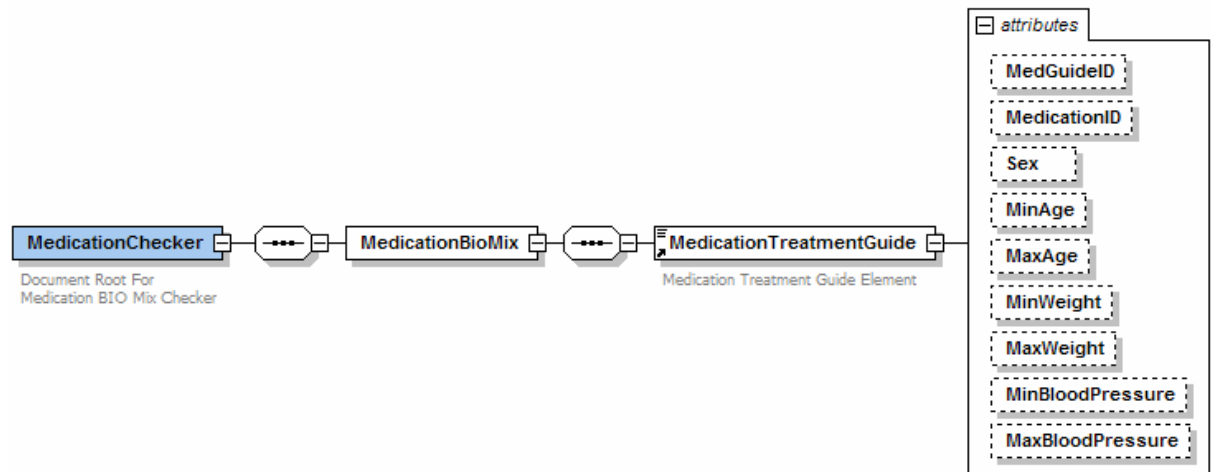 attributes
MedGuideID
MedicationID
Sex
MinAge
MaxAge
MinWeight
MaxWeight
MinBloodPressure
MaxBloodPressure
MedicationChecker
MedicationBioMix
MedicationTreatmentGuide
Document Root For
Medication BIO Mix Checker
Medication Treatment Guide Element